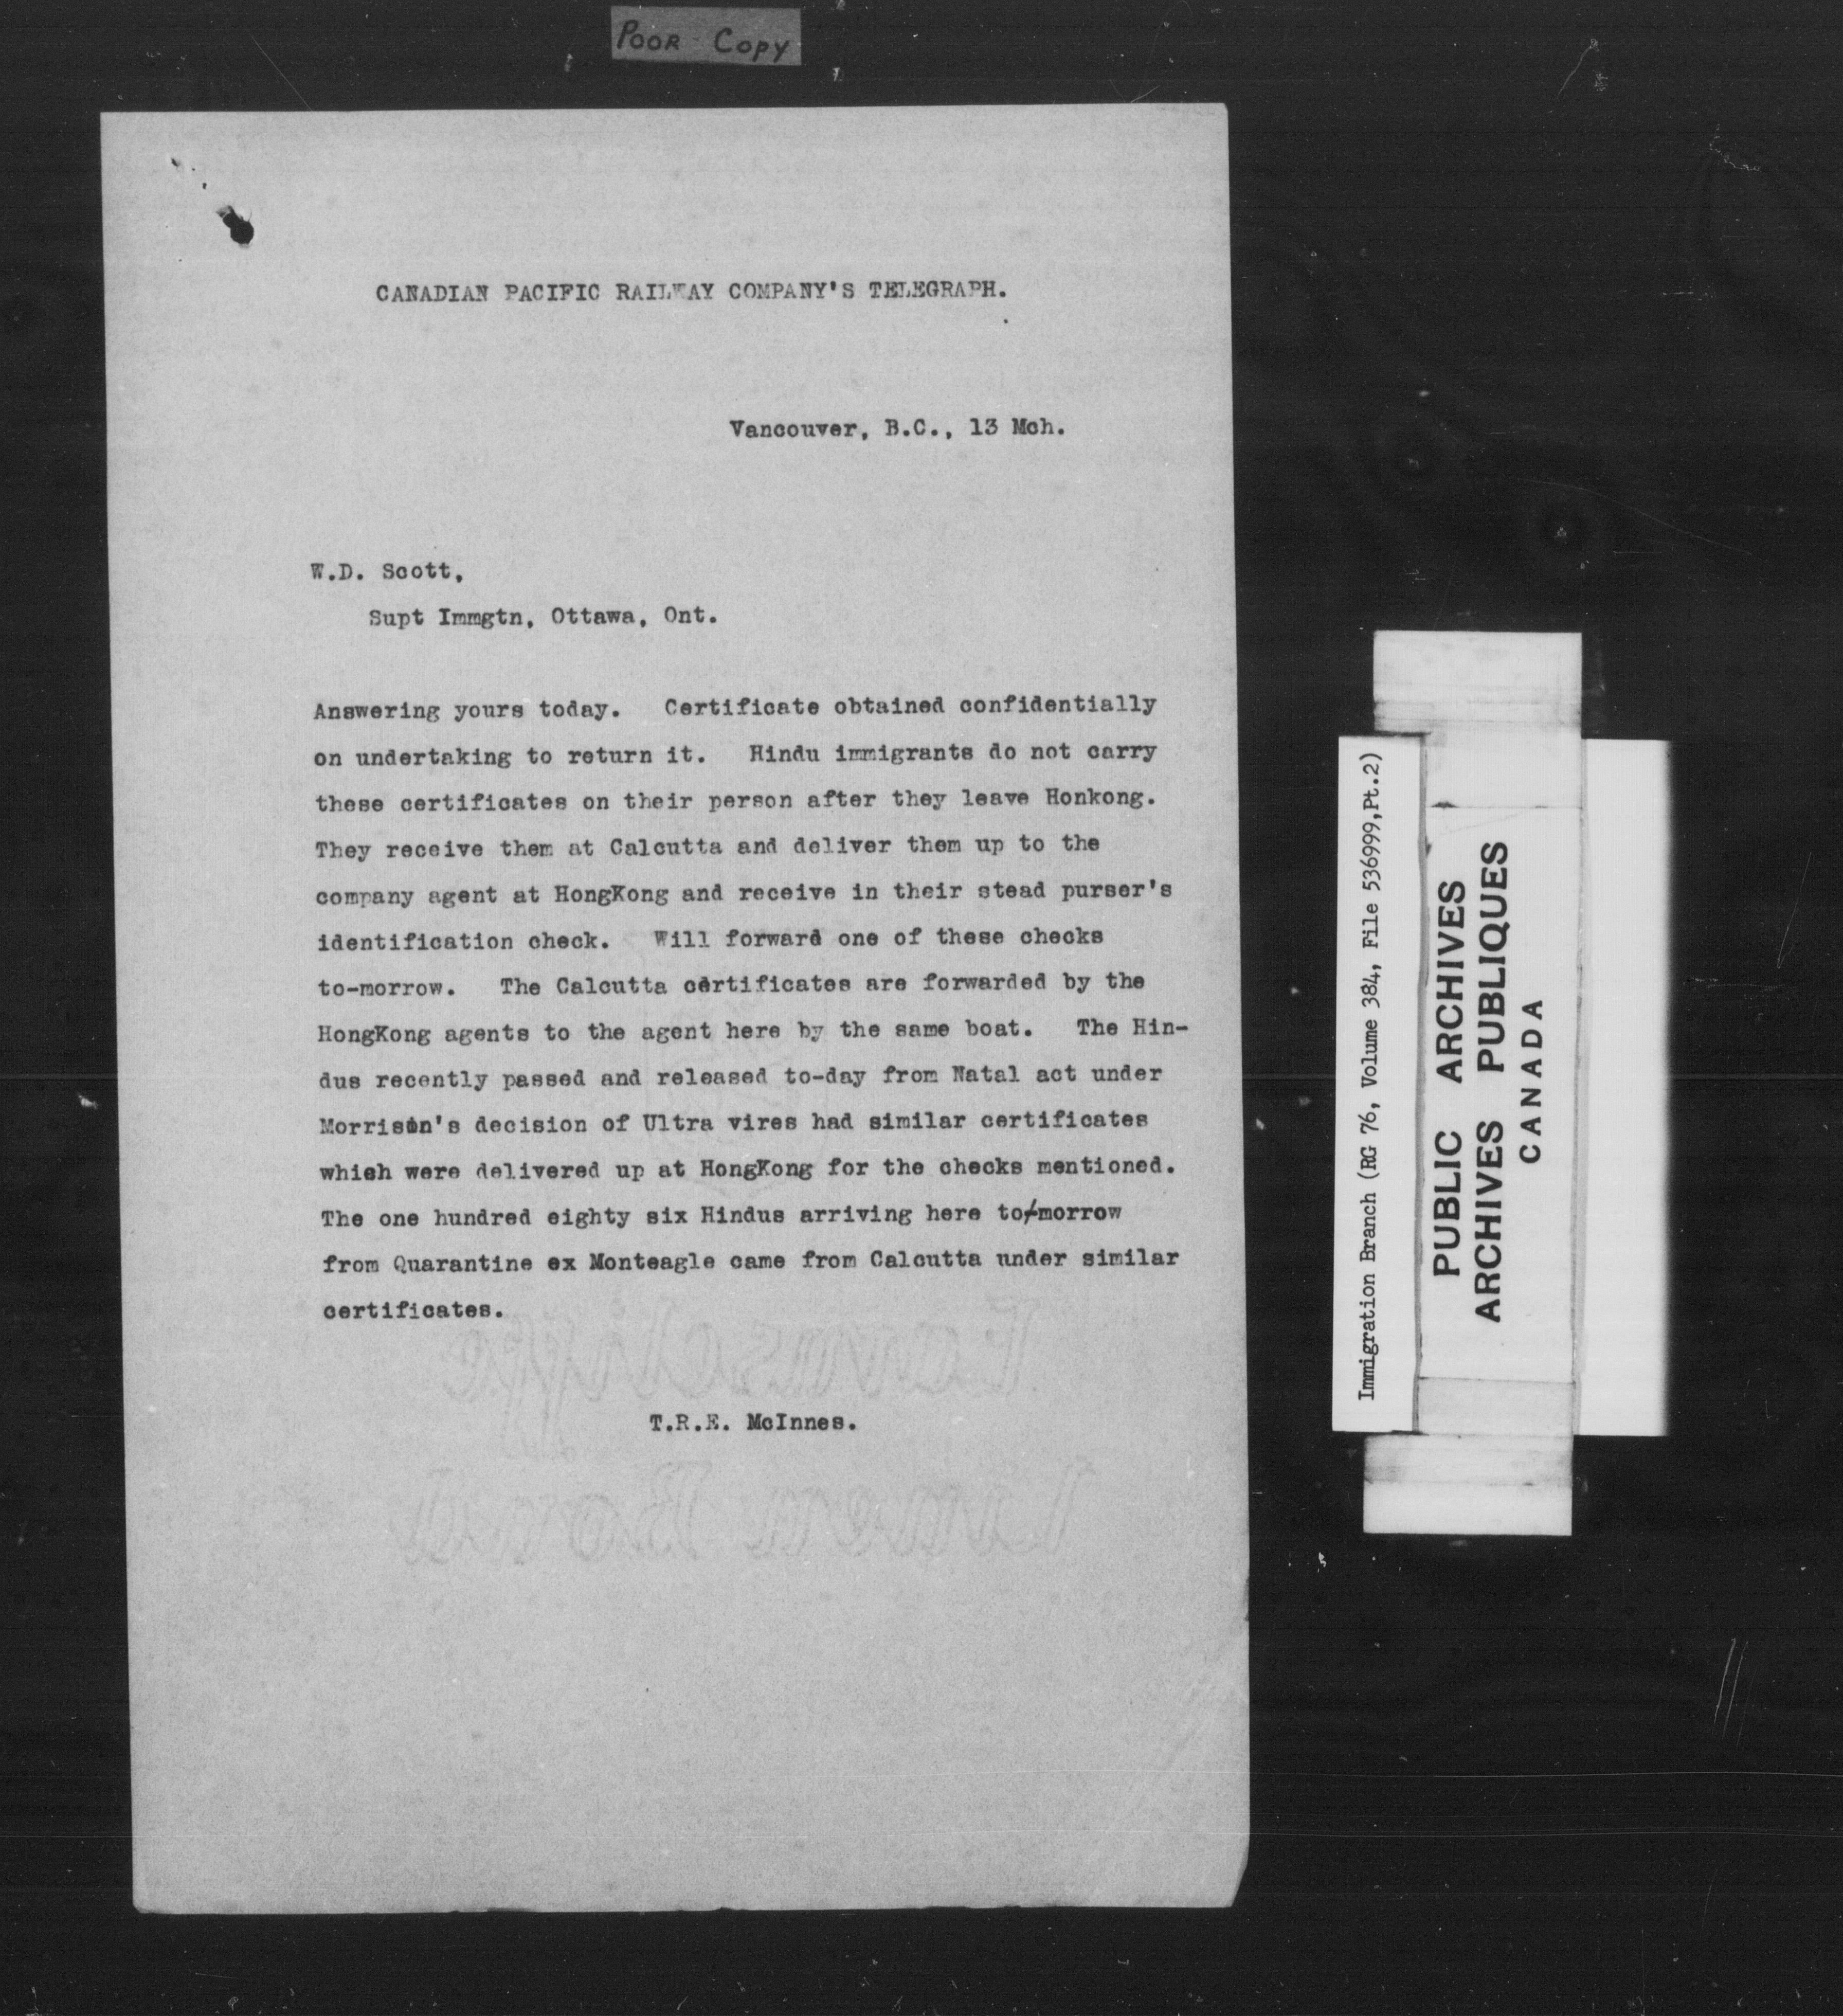 POOR COPY
CANADIAN PACIFIC RAILWAY COMPANY'S TELEGRAPH.
Vancouver, B.C., 13 Mch.
W.D. Scott,
Supt Immgtn, Ottawa, Ont.
Answering yours today. Certificate obtained confidentially
on undertaking to return it. Hindu immigrants do not carry
these certificates on their person after they leave Honkong.
They receive them at Calcutta and deliver them up to the
company agent at HongKong and receive in their stead purser's
identification check. Will forward one of these checks
to-morrow. The Calcutta certificates are forwarded by the
HongKong agents to the agent here by the same boat. The Hin-
dus recently passed and released to-day from Natal act under
Morrison's decision of Ultra vires had similar certificates
which were delivered up at HongKong for the checks mentioned.
The one hundred eighty six Hindus arriving here to-morrow
from Quarantine ex Monteagle came from Calcutta under similar
certificates.
T.R.E. McInnes.
Immigration Branch (RG 76, Volume 384, File 536999,Pt.2)
PUBLIC ARCHIVES
ARCHIVES PUBLIQUES
CANADA